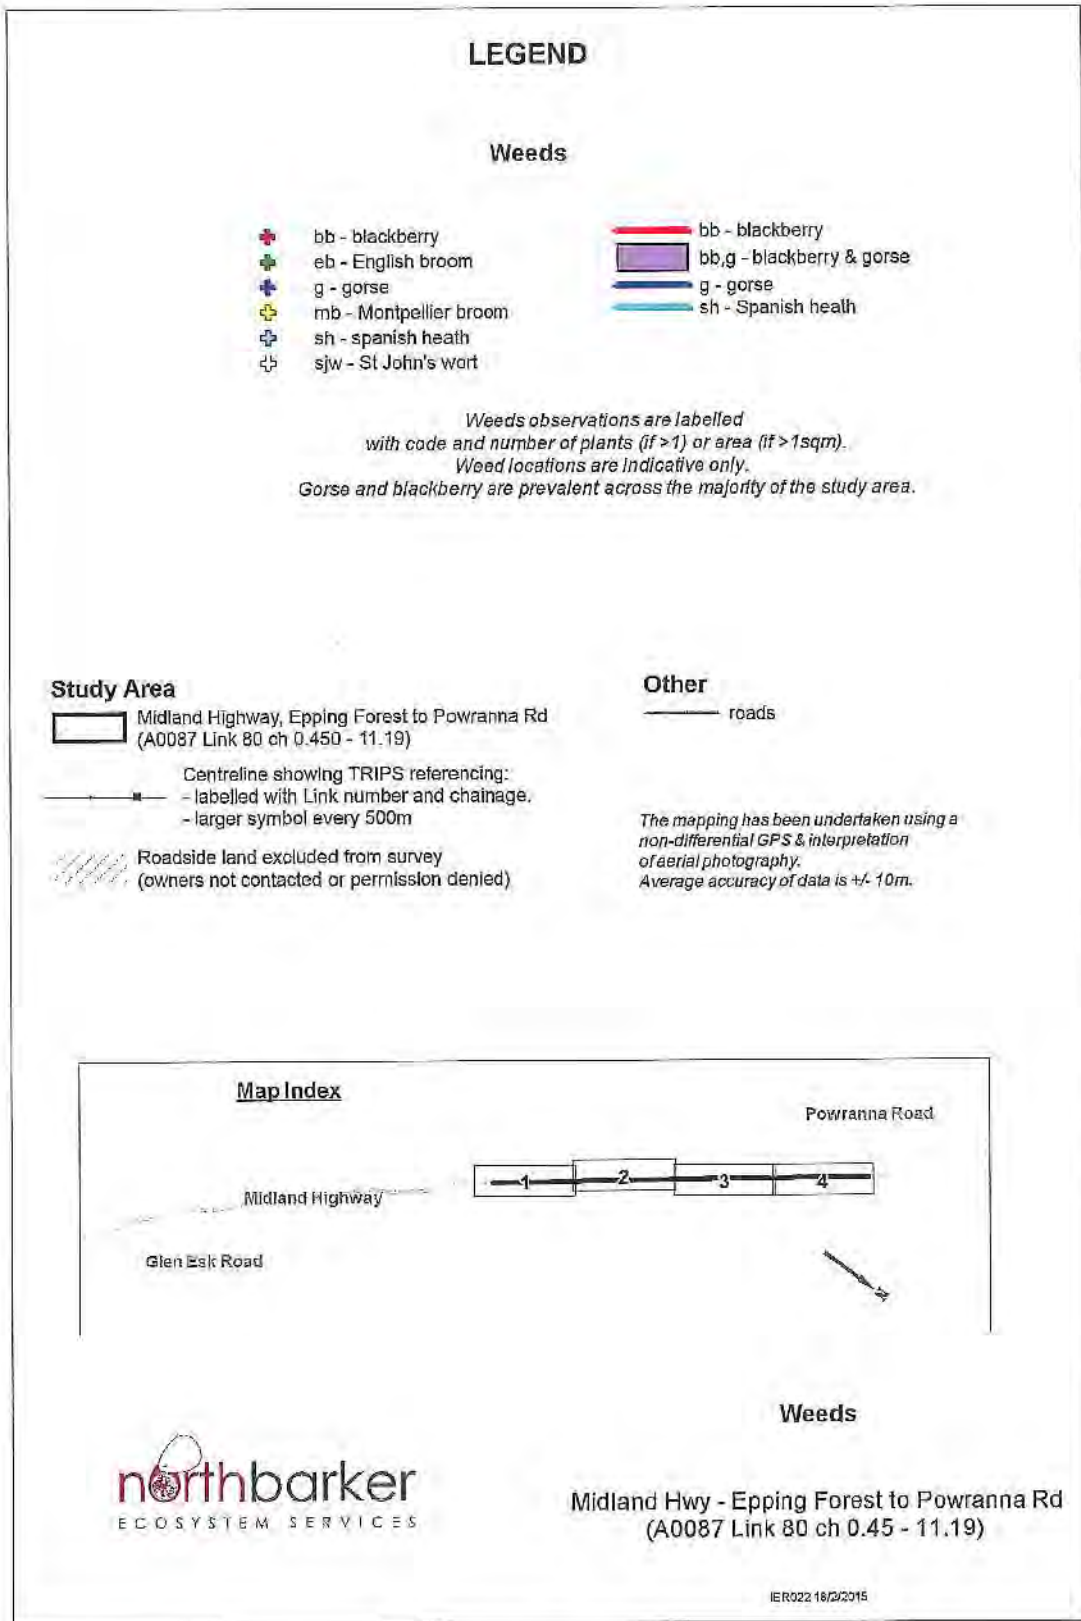 LEGEND
Weeds
bb - blackberry
eb - English broom
g - gorse
mb - Montpellier broom
sh - spanish heath
sjw - St John's wort
bb - blackberry
bb,g - blackberry & gorse
g - gorse
sh - Spanish heath
Weeds observations are labelled
with code and number of plants (if >1) or area (if >1sqm).
Weed locations are indicative only.
Gorse and blackberry are prevalent across the majority of the study area.
Study Area
Midland Highway, Epping Forest to Powranna Rd
(A0087 Link 80 ch 0.450 - 11.19)
Centreline showing TRIPS referencing:
- labelled with Link number and chainage.
- larger symbol every 500m
Roadside land excluded from survey
(owners not contacted or permission denied)
Other
roads
The mapping has been undertaken using a
non-differential GPS & interpretation
of aerial photography.
Average accuracy of data is +/- 10m.
Map Index
Powranna Road
1 2 3 4
Midland Highway
Glen Esk Road
N
Weeds
northbarker
ECOSYSTEM SERVICES
Midland Hwy - Epping Forest to Powranna Rd
(A0087 Link 80 ch 0.45 - 11.19)
IER022 18/2/2015